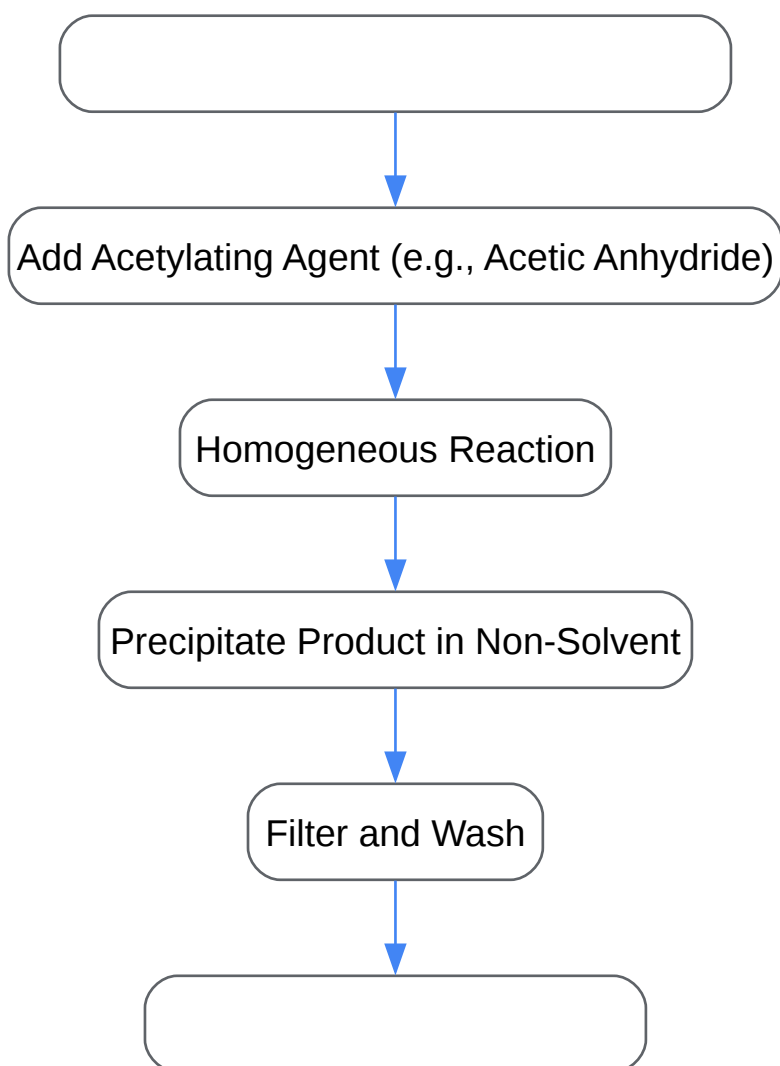 Add Acetylating Agent (e.g., Acetic Anhydride)
Homogeneous Reaction
Precipitate Product in Non-Solvent
Filter and Wash